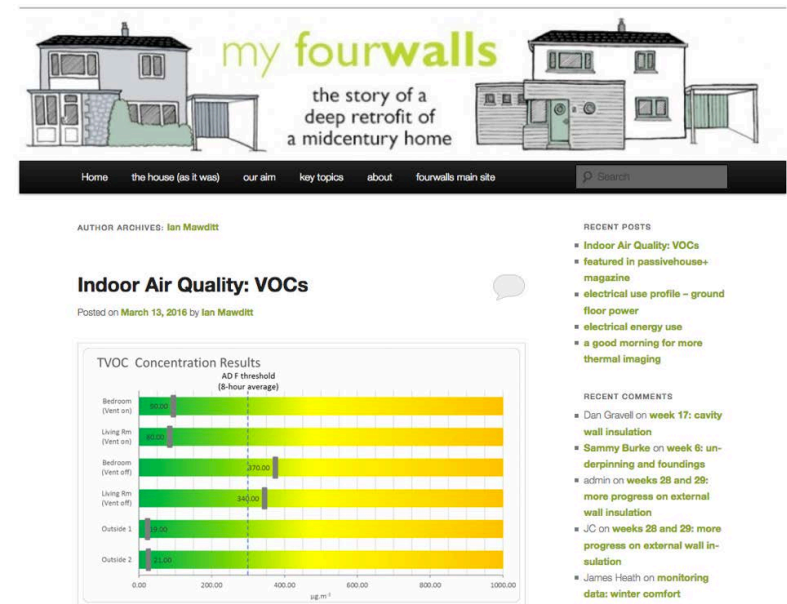 my fourwalls
the story of a
deep retrofit of
a midcentury home
Home the house (as it was) our aim key topics about fourwalls main site
Search
AUTHOR ARCHIVES: Ian Mawditt
Indoor Air Quality: VOCs
Posted on March 13, 2016 by Ian Mawditt
TVOC Concentration Results
AD F threshold
(8-hour average)
Bedroom
(Vent on)
90.00
Living Rm
(Vent on)
80.00
Bedroom
(Vent off)
370.00
Living Rm
(Vent off)
340.00
Outside 1
Outside 2
21.00
0.00 200.00 400.00 600.00 800.00 1000.00
µg.m⁻³
RECENT POSTS
Indoor Air Quality: VOCs
featured in passivehouse+
magazine
electrical use profile – ground
floor power
electrical energy use
a good morning for more
thermal imaging
RECENT COMMENTS
Dan Gravell on week 17: cavity
wall insulation
Sammy Burke on week 6: un-
derpinning and foundings
admin on weeks 28 and 29:
more progress on external
wall insulation
JC on weeks 28 and 29: more
progress on external wall in-
sulation
James Heath on monitoring
data: winter comfort